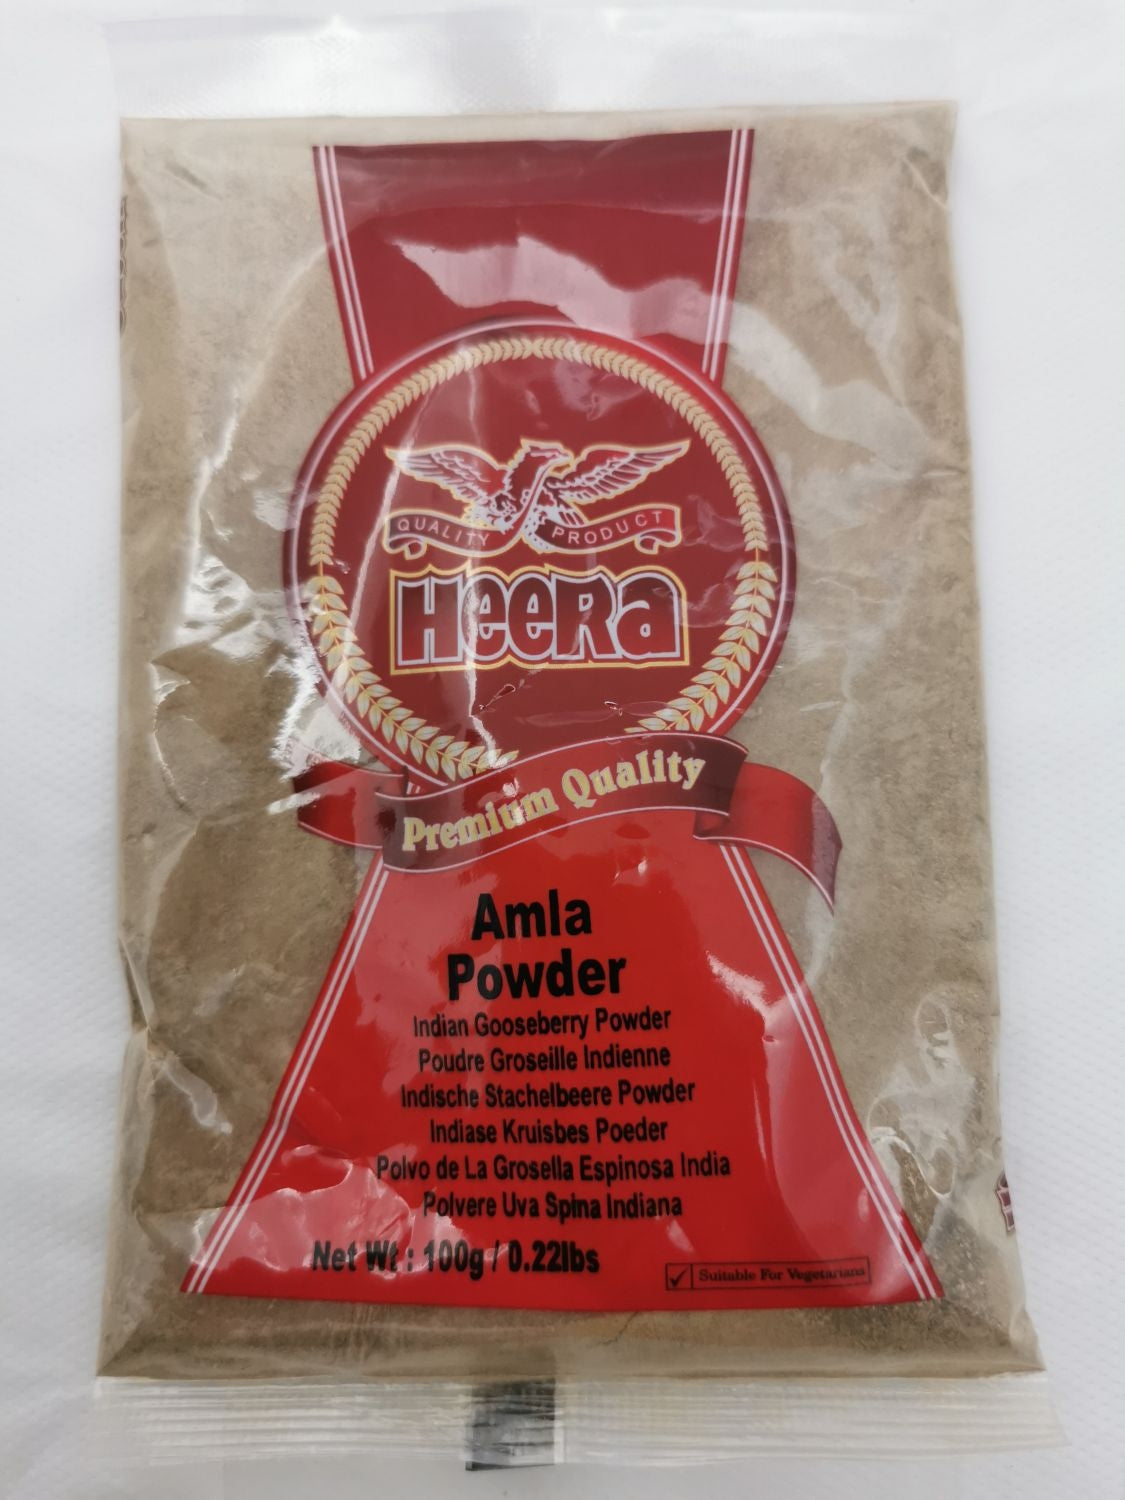 QUALITY PRODUCT
HEERA
Premium Quality
Amla
Powder
Indian Gooseberry Powder
Poudre Groseille Indienne
Indische Stachelbeere Powder
Indiase Kruisbes Poeder
Polvo de La Grosella Espinosa India
Polvere Uva Spina Indiana
Net Wt : 100g / 0.22lbs
Suitable For Vegetarians